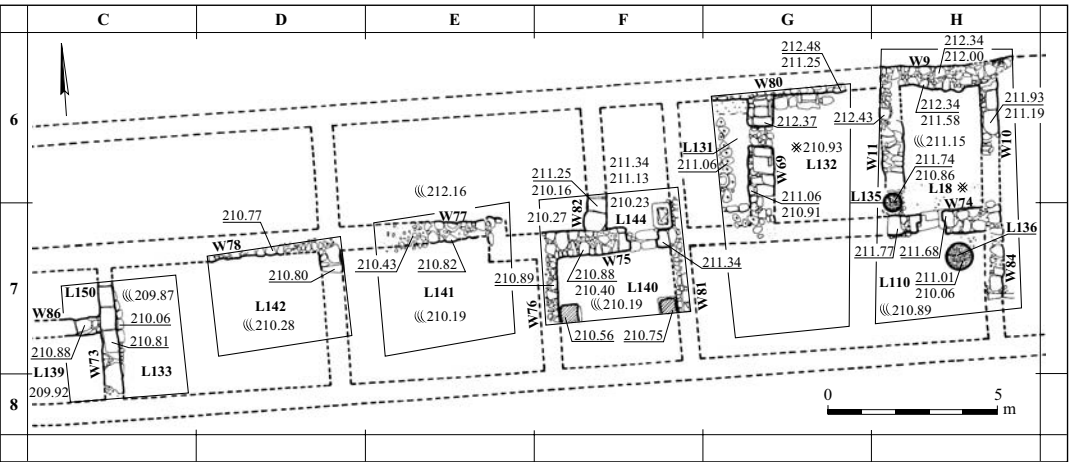 C D E F G H
6
7
8
212.48
211.25
W80
212.34
212.00
W9
212.34
211.58
211.93
211.19
212.43
212.37
L131
211.06
※210.93
L132
W69
W11
W10
211.15
211.74
210.86
L135
L18 ※
W74
211.06
210.91
L136
211.77
211.68
L110
211.01
210.06
210.89
W84
211.34
211.13
211.25
210.16
210.23
210.27
W82
L144
W75
211.34
210.89
210.88
210.40
L140
210.19
W76
W81
210.56
210.75
212.16
W77
210.43
210.82
L141
210.19
210.77
W78
210.80
L142
210.28
L150
209.87
W86
210.06
210.88
210.81
W73
L139
L133
209.92
0 5
m